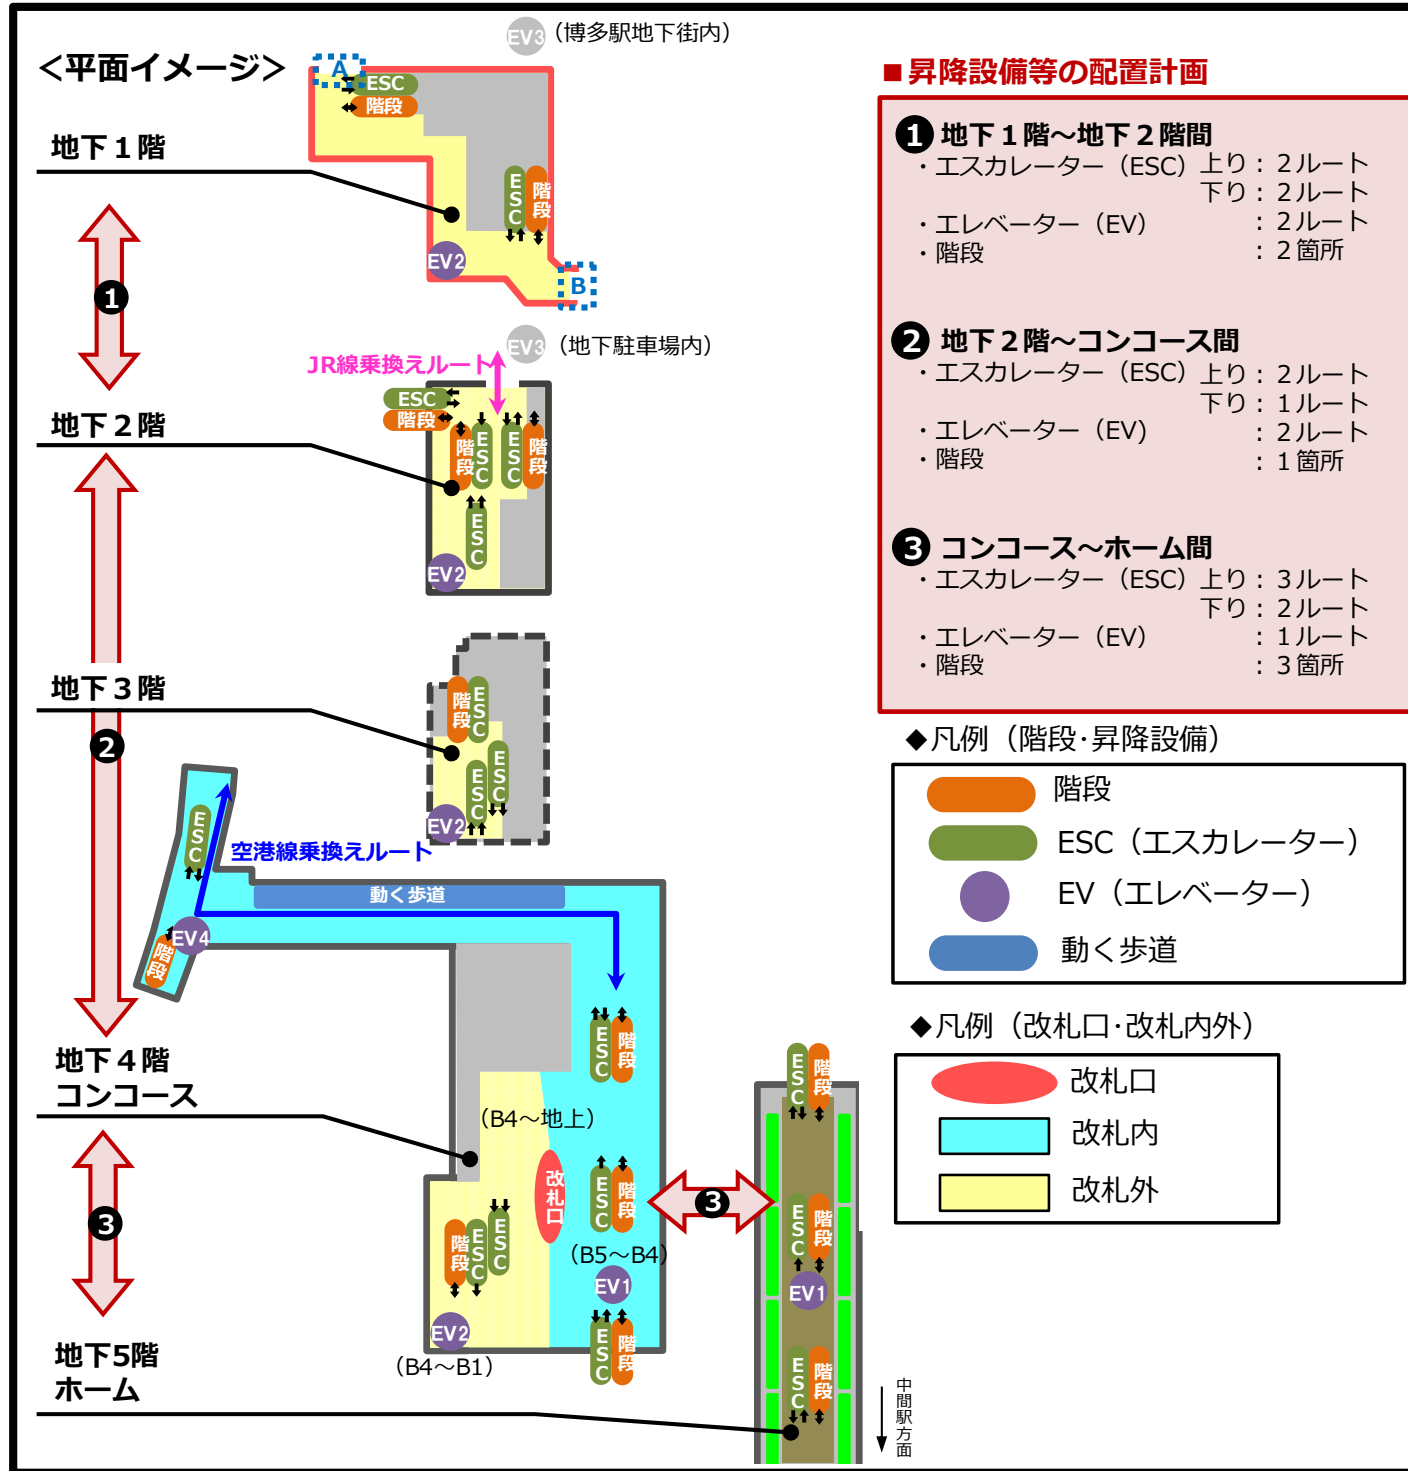 EV3（博多駅地下街内）
＜平面イメージ＞
A
ESC
階段
地下１階
ESC
階段
EV2
B
1
EV3（地下駐車場内）
JR線乗換えルート
ESC
階段
地下２階
階段
ESC
ESC
階段
ESC
EV2
地下３階
階段
ESC
ESC
ESC
EV2
2
ESC
空港線乗換えルート
動く歩道
EV4
階段
ESC
階段
地下４階
コンコース
（B4～地上）
改札口
ESC
階段
階段
ESC
ESC
（B5～B4）
EV1
EV2
（B4～B1）
ESC
階段
3
地下5階
ホーム
3
ESC
階段
ESC
階段
EV1
ESC
階段
中間駅方面
■昇降設備等の配置計画
1 地下１階～地下２階間
・エスカレーター（ESC）上り：２ルート
下り：２ルート
・エレベーター（EV）：２ルート
・階段：２箇所
2 地下２階～コンコース間
・エスカレーター（ESC）上り：２ルート
下り：１ルート
・エレベーター（EV）：２ルート
・階段：１箇所
3 コンコース～ホーム間
・エスカレーター（ESC）上り：３ルート
下り：２ルート
・エレベーター（EV）：１ルート
・階段：３箇所
◆凡例（階段･昇降設備）
階段
ESC（エスカレーター）
EV（エレベーター）
動く歩道
◆凡例（改札口･改札内外）
改札口
改札内
改札外